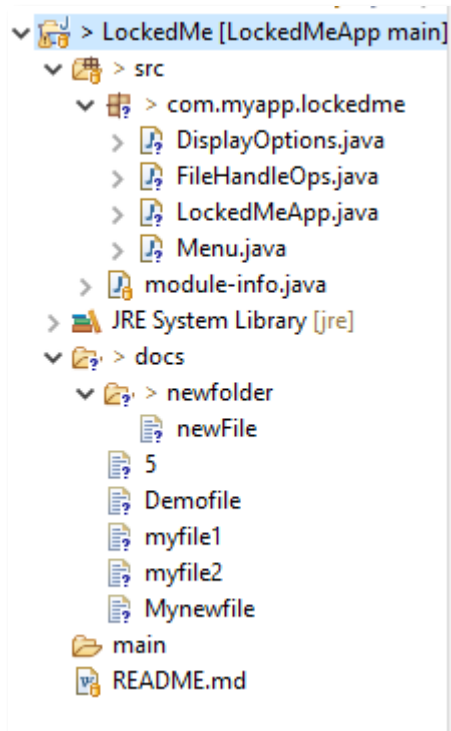 > LockedMe [LockedMeApp main]
> src
> com.myapp.lockedme
> DisplayOptions.java
> FileHandleOps.java
> LockedMeApp.java
> Menu.java
> module-info.java
> JRE System Library [jre]
> docs
> newfolder
newFile
5
Demofile
myfile1
myfile2
Mynewfile
main
README.md